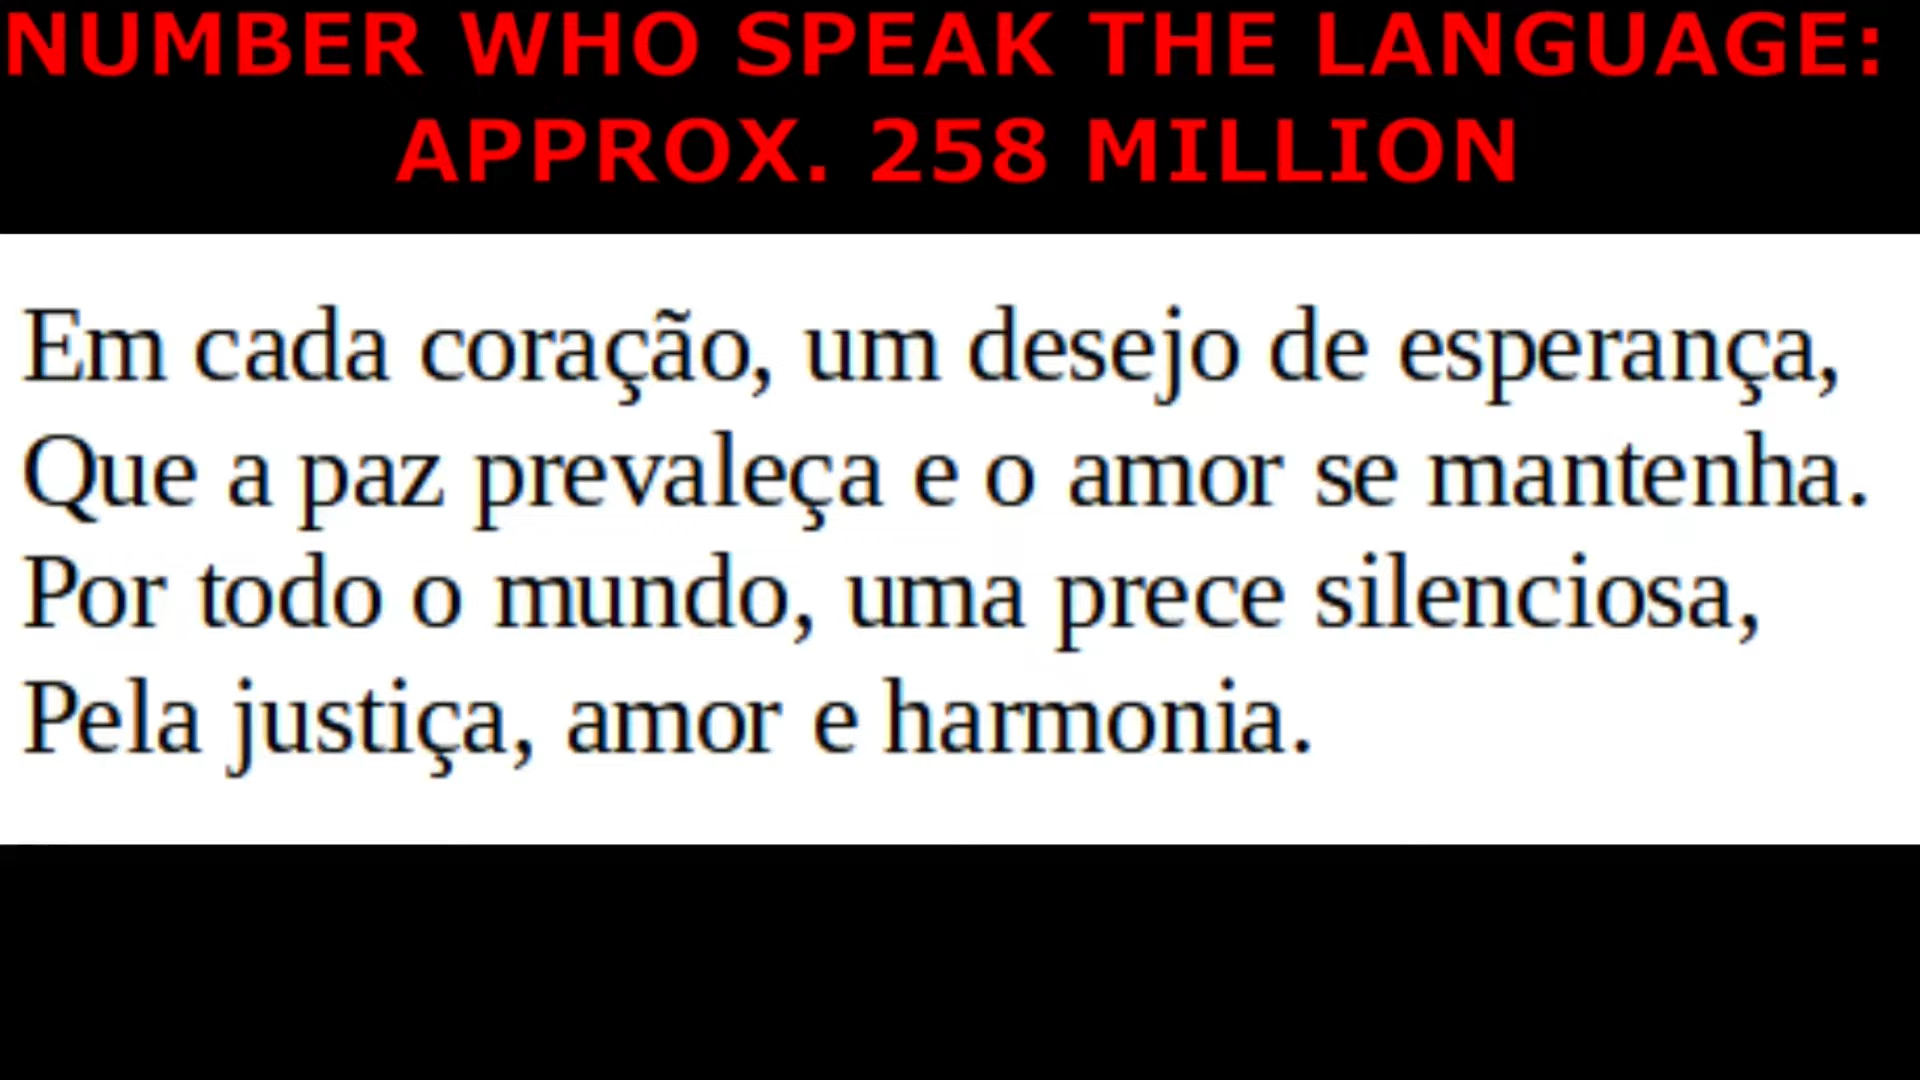 NUMBER WHO SPEAK THE LANGUAGE:
APPROX. 258 MILLION
Em cada coração, um desejo de esperança,
Que a paz prevaleça e o amor se mantenha.
Por todo o mundo, uma prece silenciosa,
Pela justiça, amor e harmonia.